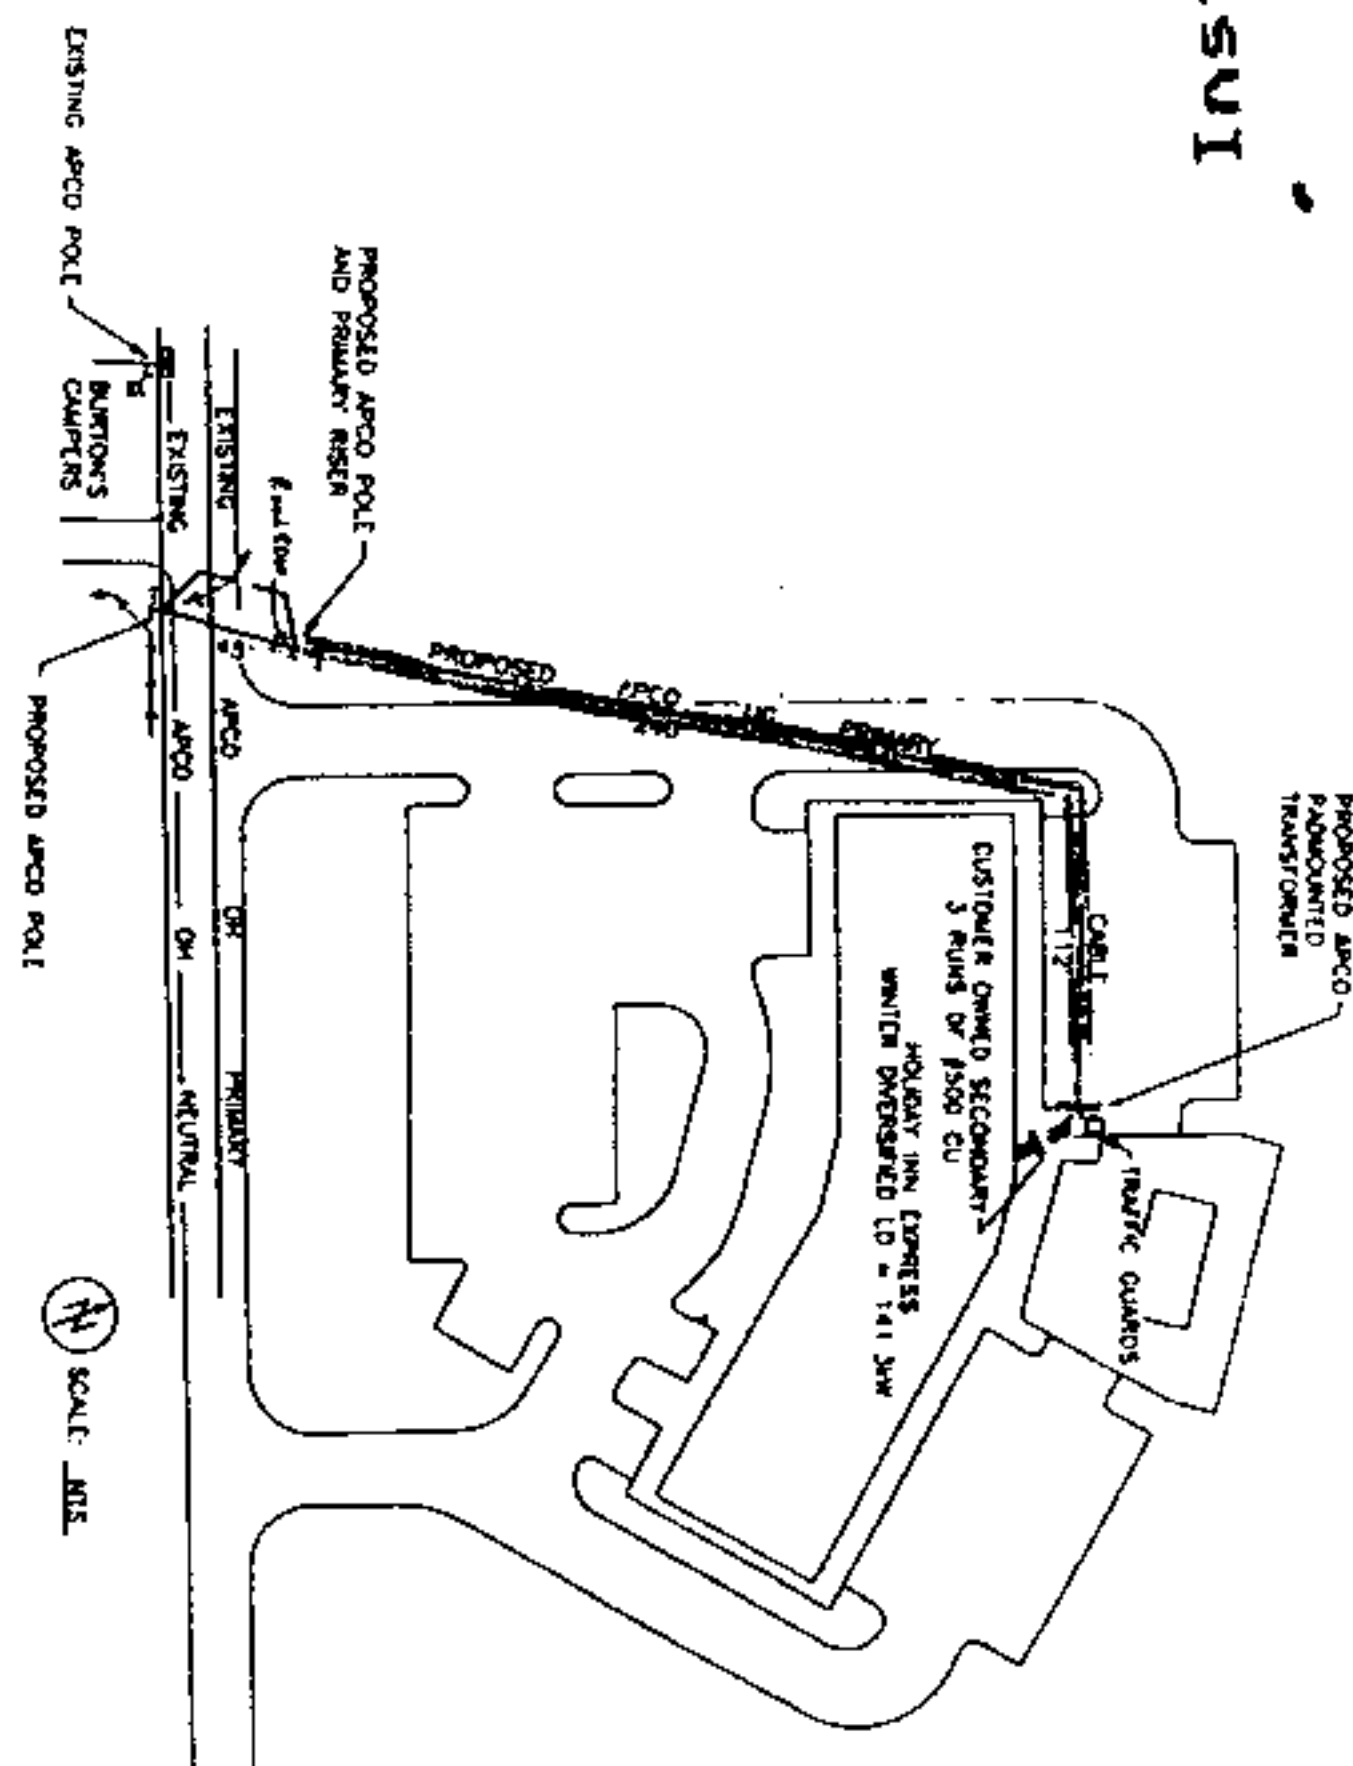 EXISTING APCO POLE
BURTON'S
CAMPERS
PROPOSED APCO POLE
AND PRIMARY RISER
EXISTING APCO OH PRIMARY
EXISTING APCO OH NEUTRAL
PROPOSED APCO POLE
PROPOSED APCO UG PRIMARY
CABLE
112'
PROPOSED APCO
PADMOUNTED
TRANSFORMER
CUSTOMER OWNED SECONDARY
3 RUNS OF #500 CU
HOLIDAY INN EXPRESS
WINTER DIVERSIFIED LD = 141 3KW
TRAFFIC GUARDS
N
SCALE: NTS